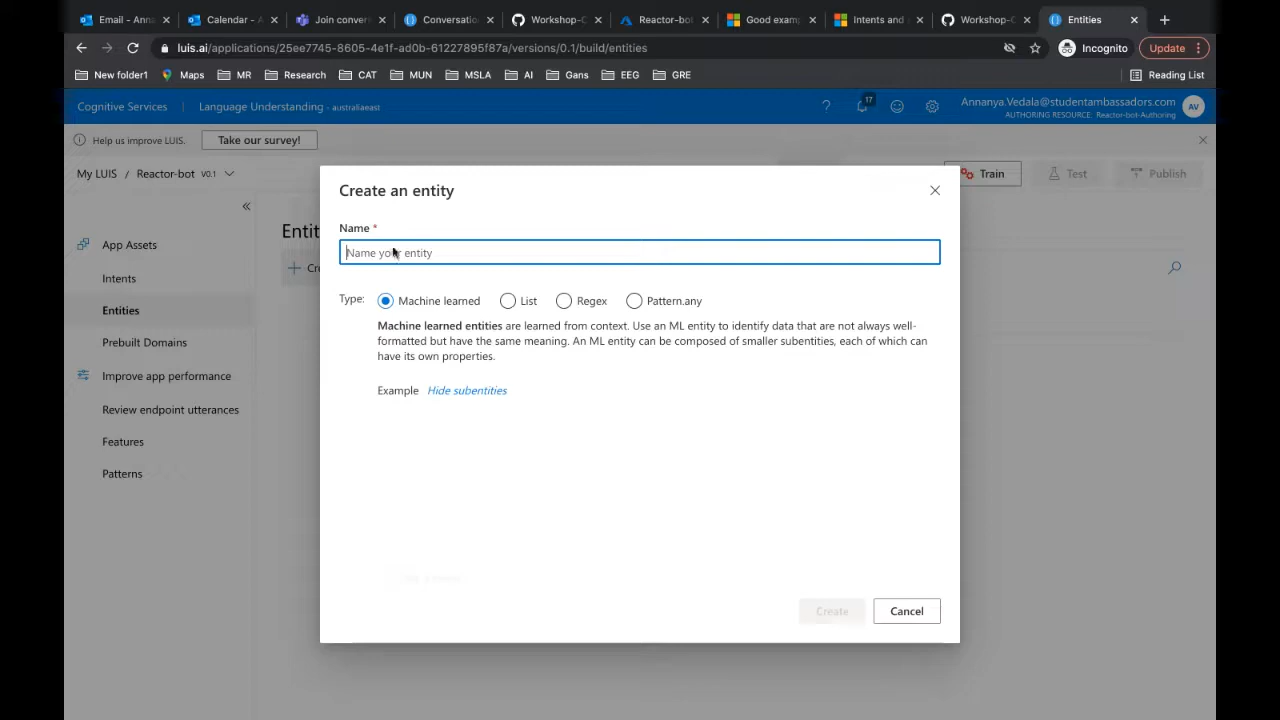 Email - Anna
Calendar - A
Join conver
Conversatio
Workshop-C
Reactor-bot
Good examp
Intents and
Workshop-C
Entities
luis.ai/applications/25ee7745-8605-4e1f-ad0b-61227895f87a/versions/0.1/build/entities
Incognito
Update
New folder1
Maps
MR
Research
CAT
MUN
MSLA
AI
Gans
EEG
GRE
Reading List
Cognitive Services
Language Understanding - australiaeast
?
17
Annanya.Vedala@studentambassadors.com
AUTHORING RESOURCE: Reactor-bot-Authoring
AV
Help us improve LUIS.
Take our survey!
My LUIS / Reactor-bot V0.1
Train
Test
Publish
App Assets
Intents
Entities
Prebuilt Domains
Improve app performance
Review endpoint utterances
Features
Patterns
Entit
Cr
Create an entity
Name *
Name your entity
Type:
Machine learned
List
Regex
Pattern.any
Machine learned entities are learned from context. Use an ML entity to identify data that are not always well-
formatted but have the same meaning. An ML entity can be composed of smaller subentities, each of which can
have its own properties.
Example Hide subentities
Create
Cancel